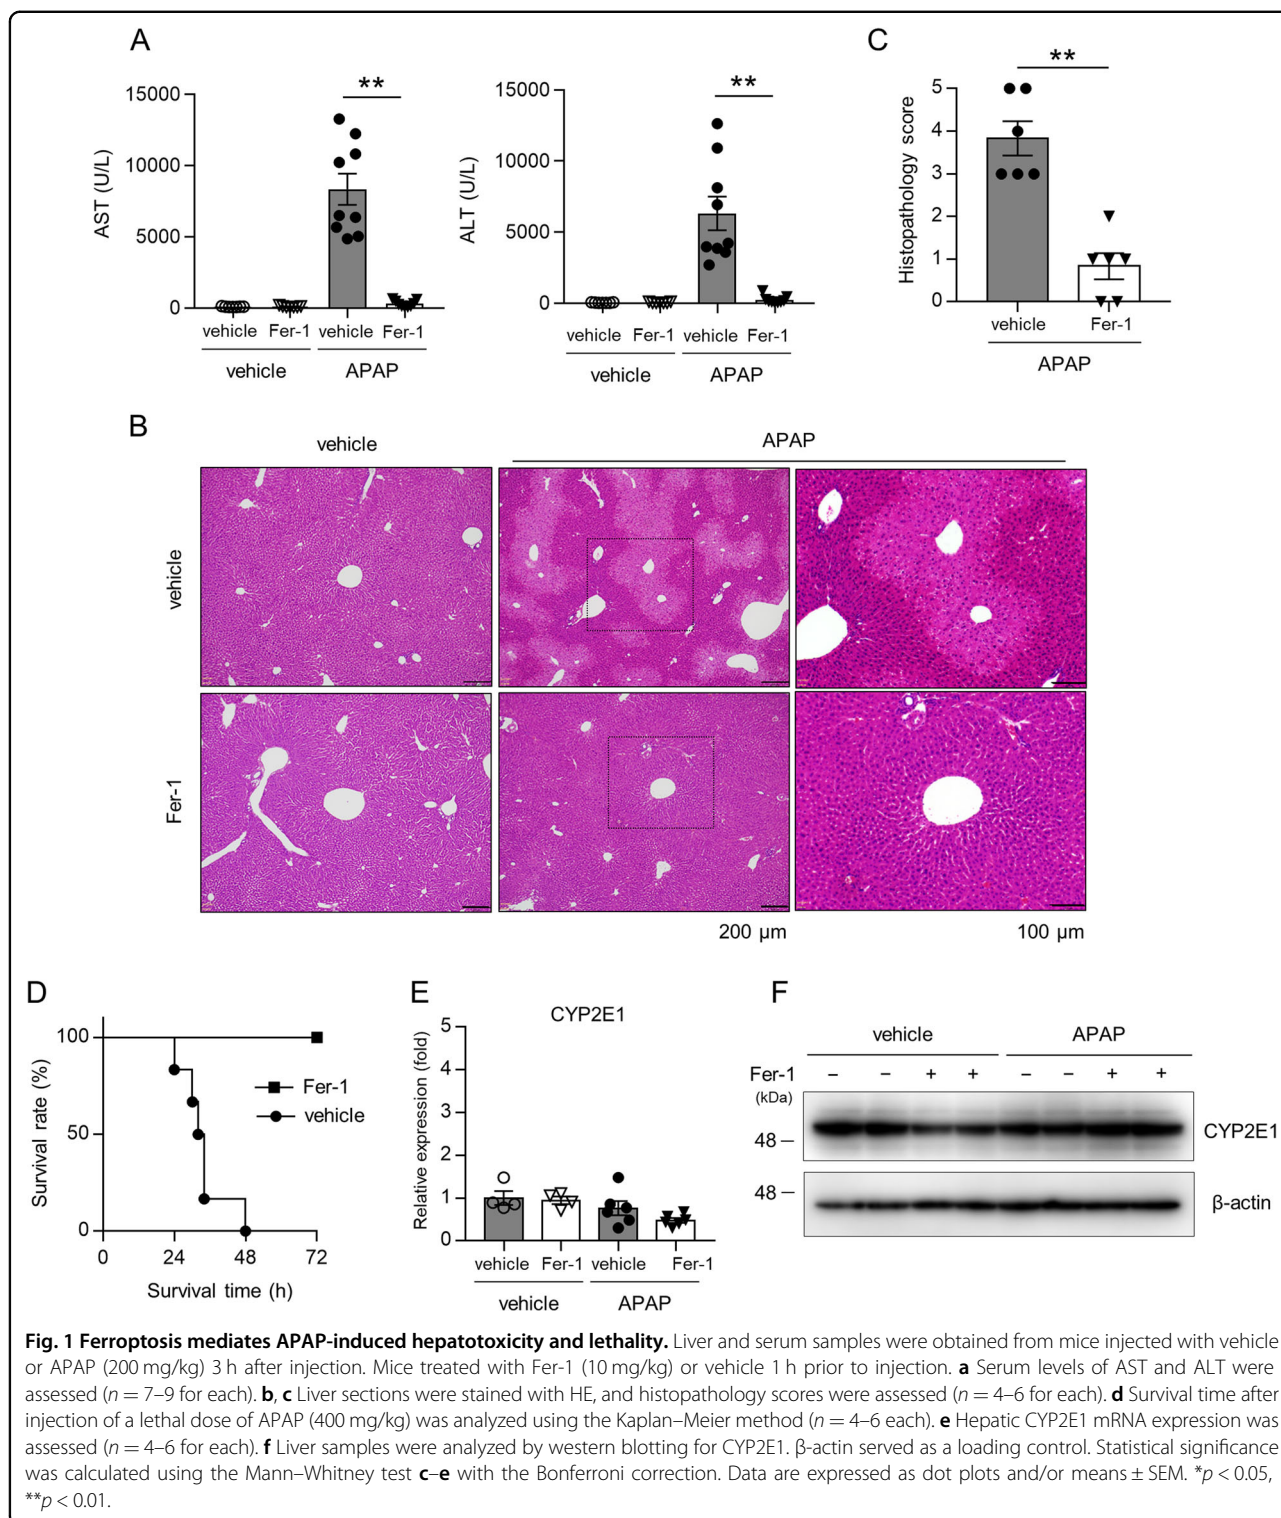 A
15000
10000
5000
0
AST (U/L)
**
vehicle Fer-1 vehicle Fer-1
vehicle APAP
15000
10000
5000
0
ALT (U/L)
**
vehicle Fer-1 vehicle Fer-1
vehicle APAP
C
**
5
4
3
2
1
0
Histopathology score
vehicle Fer-1
APAP
B
vehicle APAP
vehicle
Fer-1
200 μm 100 μm
D
100
50
0
Survival rate (%)
Fer-1
vehicle
0 24 48 72
Survival time (h)
E
CYP2E1
5
4
3
2
1
0
Relative expression (fold)
vehicle Fer-1 vehicle Fer-1
vehicle APAP
F
vehicle APAP
Fer-1 − − + + − − + +
(kDa)
48 CYP2E1
48 β-actin
Fig. 1 Ferroptosis mediates APAP-induced hepatotoxicity and lethality. Liver and serum samples were obtained from mice injected with vehicle
or APAP (200 mg/kg) 3 h after injection. Mice treated with Fer-1 (10 mg/kg) or vehicle 1 h prior to injection. a Serum levels of AST and ALT were
assessed (n = 7–9 for each). b, c Liver sections were stained with HE, and histopathology scores were assessed (n = 4–6 for each). d Survival time after
injection of a lethal dose of APAP (400 mg/kg) was analyzed using the Kaplan–Meier method (n = 4–6 each). e Hepatic CYP2E1 mRNA expression was
assessed (n = 4–6 for each). f Liver samples were analyzed by western blotting for CYP2E1. β-actin served as a loading control. Statistical significance
was calculated using the Mann–Whitney test c–e with the Bonferroni correction. Data are expressed as dot plots and/or means ± SEM. *p < 0.05,
**p < 0.01.